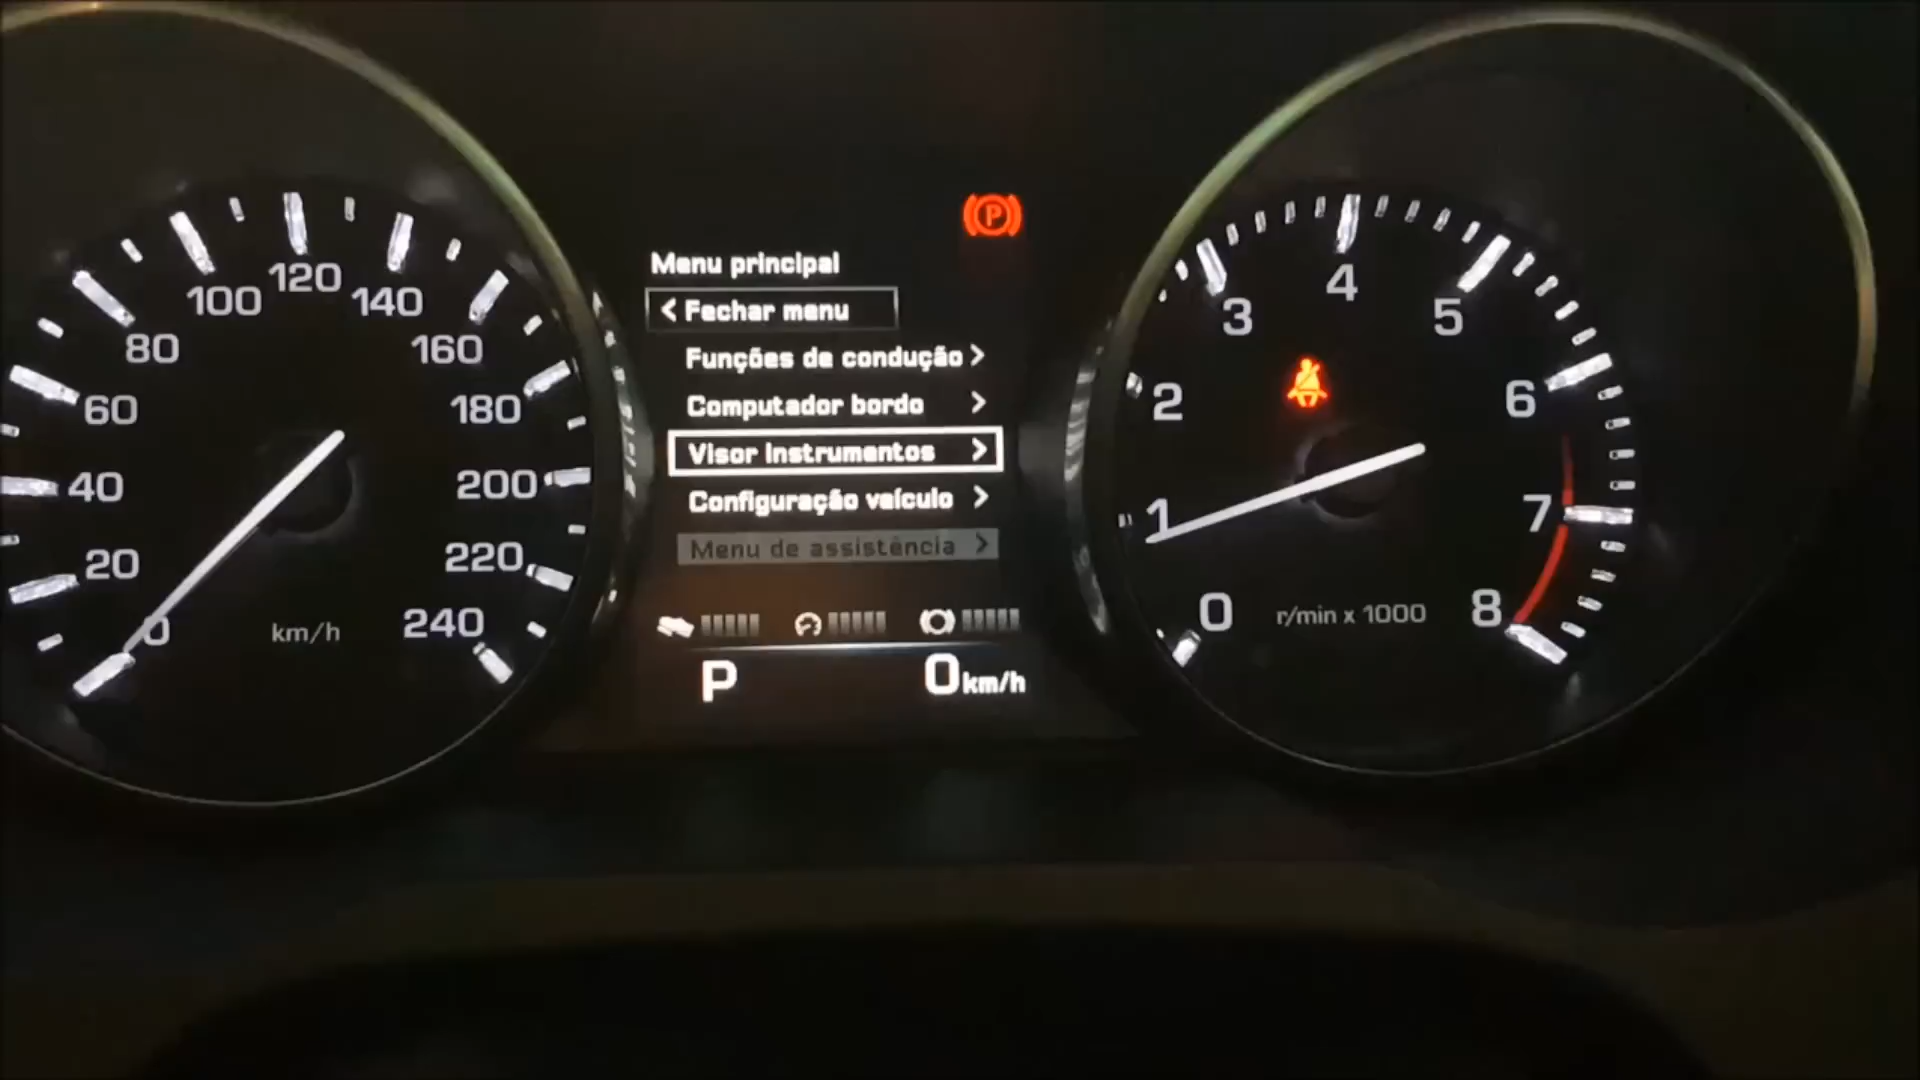 Menu principal
< Fechar menu
Funções de condução >
Computador bordo >
Visor Instrumentos >
Configuração veículo >
Menu de assistência >
P
0 km/h
0
20
40
60
80
100
120
140
160
180
200
220
240
km/h
0
1
2
3
4
5
6
7
8
r/min x 1000
P